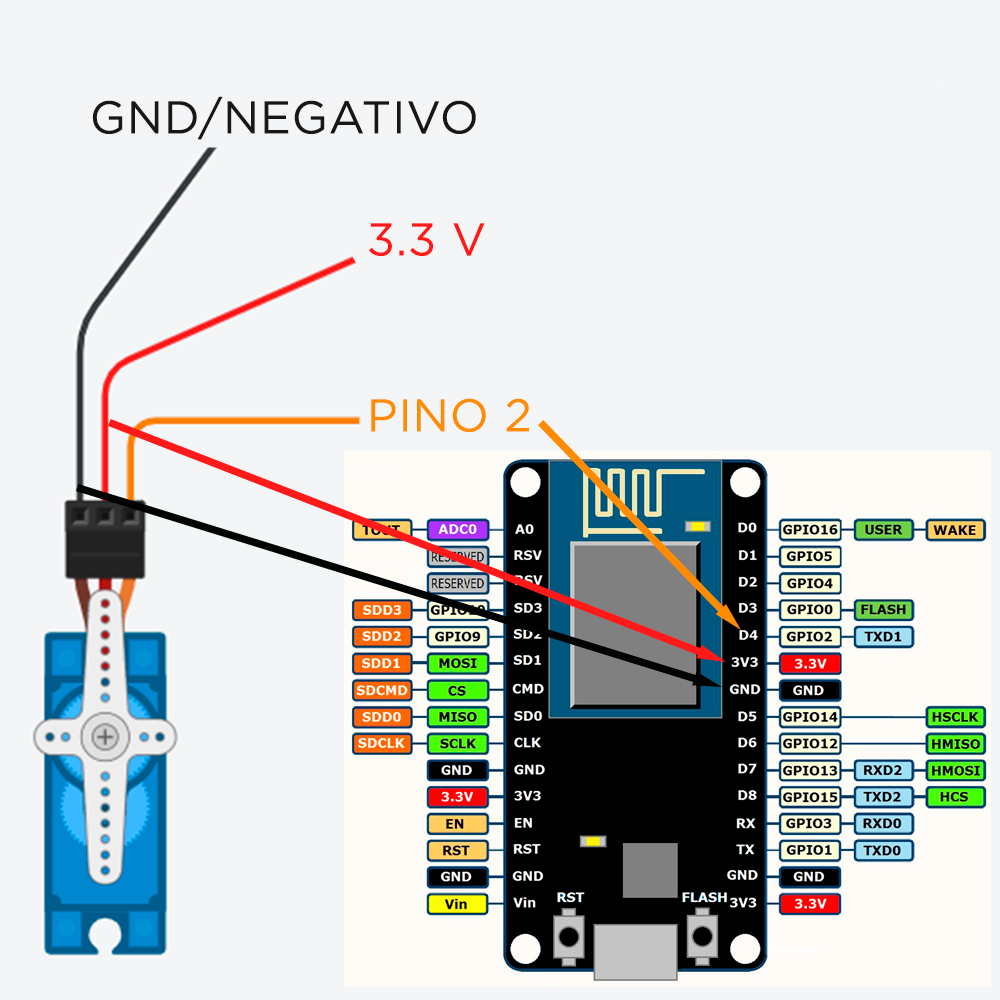 GND/NEGATIVO
3.3 V
PINO 2
TOUT ADC0 A0 D0 GPIO16 USER WAKE
RESERVED RSV D1 GPIO5
RESERVED RSV D2 GPIO4
SDD3 GPIO10 SD3 D3 GPIO0 FLASH
SDD2 GPIO9 SD2 D4 GPIO2 TXD1
SDD1 MOSI SD1 3V3 3.3V
SDCMD CS CMD GND GND
SDD0 MISO SD0 D5 GPIO14 HSCLK
SDCLK SCLK CLK D6 GPIO12 HMISO
GND GND D7 GPIO13 RXD2 HMOSI
3.3V 3V3 D8 GPIO15 TXD2 HCS
EN EN RX GPIO3 RXD0
RST RST TX GPIO1 TXD0
GND GND GND GND
Vin Vin RST FLASH 3V3 3.3V